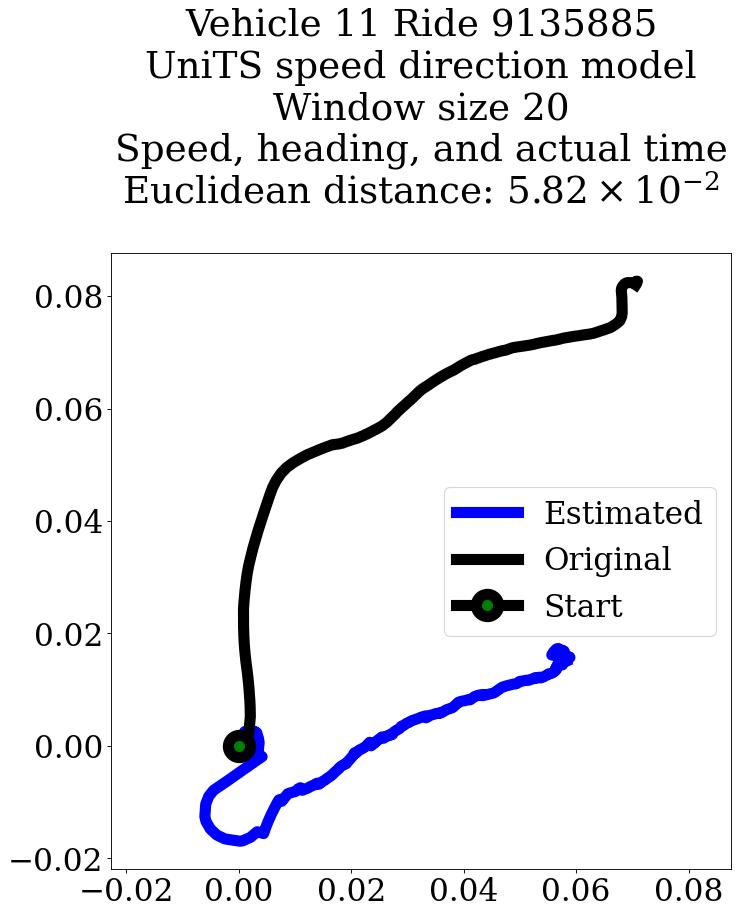 Vehicle 11 Ride 9135885
UniTS speed direction model
Window size 20
Speed, heading, and actual time
Euclidean distance: 5.82 × 10⁻²
0.08
0.06
0.04
0.02
0.00
−0.02
Estimated
Original
Start
−0.02 0.00 0.02 0.04 0.06 0.08